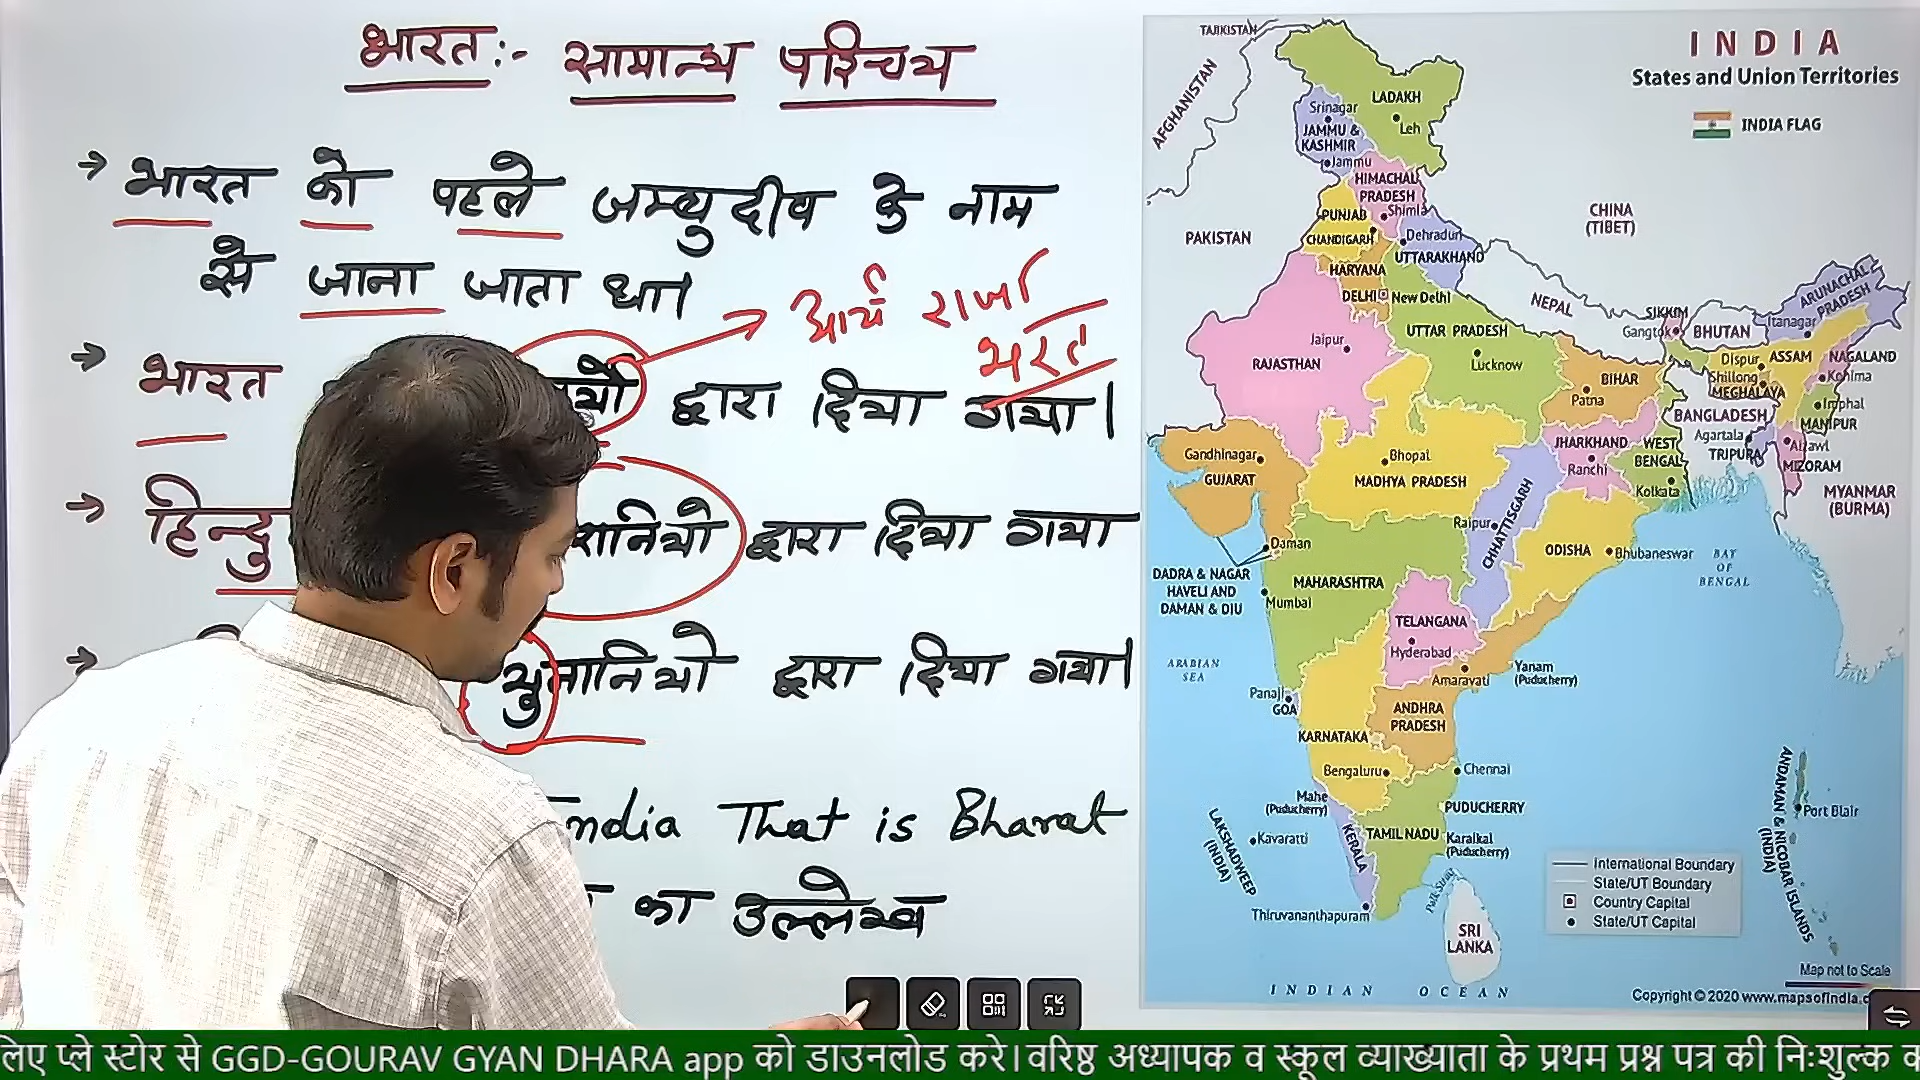 भारत:- सामान्य परिचय
→ भारत को पहले जम्बुदीप के नाम
से जाना जाता था।
आर्य राजा
भरत
→ भारत द्वारा दिया गया।
→ हिन्दु द्वारा दिया गया
→ युनानियो द्वारा दिया गया।
India That is Bharat
का उल्लेख
INDIA
States and Union Territories
INDIA FLAG
TAJIKISTAN
AFGHANISTAN
LADAKH
Srinagar
Leh
JAMMU &
KASHMIR
Jammu
HIMACHAL
PRADESH
Shimla
PUNJAB
CHANDIGARH
Dehradun
UTTARAKHAND
CHINA
(TIBET)
PAKISTAN
HARYANA
DELHI New Delhi
NEPAL
SIKKIM
Gangtok
BHUTAN
ARUNACHAL
PRADESH
Itanagar
Jaipur
RAJASTHAN
UTTAR PRADESH
Lucknow
BIHAR
Patna
Dispur ASSAM
NAGALAND
Kohima
Shillong
MEGHALAYA
Imphal
MANIPUR
BANGLADESH
Agartala
TRIPURA
Aizawl
MIZORAM
MYANMAR
(BURMA)
Gandhinagar
GUJARAT
Bhopal
MADHYA PRADESH
JHARKHAND
Ranchi
WEST
BENGAL
Kolkata
Raipur
CHHATTISGARH
ODISHA
Bhubaneswar
BAY
OF
BENGAL
Daman
DADRA & NAGAR
HAVELI AND
DAMAN & DIU
MAHARASHTRA
Mumbai
TELANGANA
Hyderabad
ARABIAN
SEA
Panaji
GOA
Amaravati
Yanam
(Puducherry)
ANDHRA
PRADESH
KARNATAKA
Bengaluru
Chennai
Mahe
(Puducherry)
PUDUCHERRY
LAKSHADWEEP
(INDIA)
Kavaratti
KERALA
TAMIL NADU
Karaikal
(Puducherry)
Thiruvananthapuram
Palk Strait
SRI
LANKA
ANDAMAN & NICOBAR ISLANDS
(INDIA)
Port Blair
International Boundary
State/UT Boundary
Country Capital
State/UT Capital
Map not to Scale
INDIAN OCEAN
Copyright © 2020 www.mapsofindia.c
लिए प्ले स्टोर से GGD-GOURAV GYAN DHARA app को डाउनलोड करे। वरिष्ठ अध्यापक व स्कूल व्याख्याता के प्रथम प्रश्न पत्र की निःशुल्क